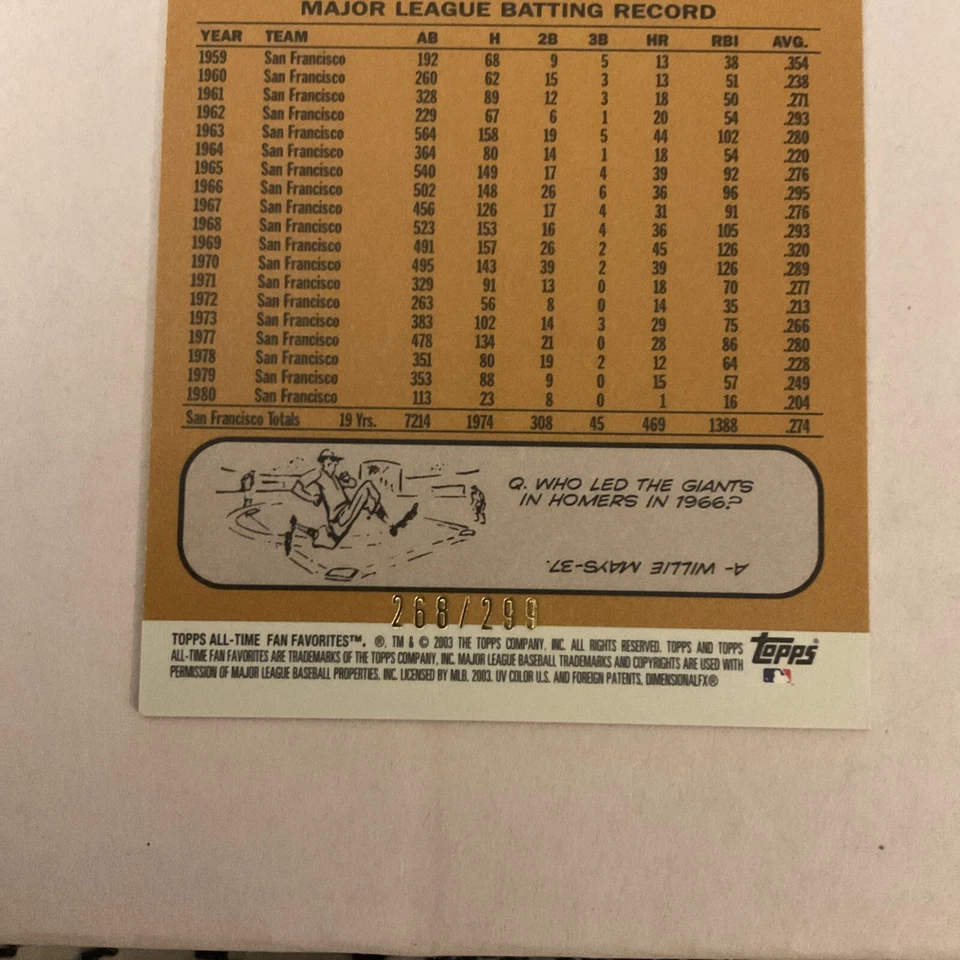 MAJOR LEAGUE BATTING RECORD
YEAR TEAM AB H 2B 3B HR RBI AVG.
1959 San Francisco 192 68 9 5 13 38 .354
1960 San Francisco 260 62 15 3 13 51 .238
1961 San Francisco 328 89 12 3 18 50 .271
1962 San Francisco 229 67 6 1 20 54 .293
1963 San Francisco 564 158 19 5 44 102 .280
1964 San Francisco 364 80 14 1 18 54 .220
1965 San Francisco 540 149 17 4 39 92 .276
1966 San Francisco 502 148 26 6 36 96 .295
1967 San Francisco 456 126 17 4 31 91 .276
1968 San Francisco 523 153 16 4 36 105 .293
1969 San Francisco 491 157 26 2 45 126 .320
1970 San Francisco 495 143 39 2 39 126 .289
1971 San Francisco 329 91 13 0 18 70 .277
1972 San Francisco 263 56 8 0 14 35 .213
1973 San Francisco 383 102 14 3 29 75 .266
1977 San Francisco 478 134 21 0 28 86 .280
1978 San Francisco 351 80 19 2 12 64 .228
1979 San Francisco 353 88 9 0 15 57 .249
1980 San Francisco 113 23 8 0 1 16 .204
San Francisco Totals 19 Yrs. 7214 1974 308 45 469 1388 .274
Q. WHO LED THE GIANTS
IN HOMERS IN 1966?
A- WILLIE MAYS-37.
268/299
TOPPS ALL-TIME FAN FAVORITES™. ®, TM & © 2003 THE TOPPS COMPANY, INC. ALL RIGHTS RESERVED. TOPPS AND TOPPS
ALL-TIME FAN FAVORITES ARE TRADEMARKS OF THE TOPPS COMPANY, INC. MAJOR LEAGUE BASEBALL TRADEMARKS AND COPYRIGHTS ARE USED WITH
PERMISSION OF MAJOR LEAGUE BASEBALL PROPERTIES, INC. LICENSED BY MLB. 2003. UV COLOR U.S. AND FOREIGN PATENTS, DIMENSIONALFX®
topps®